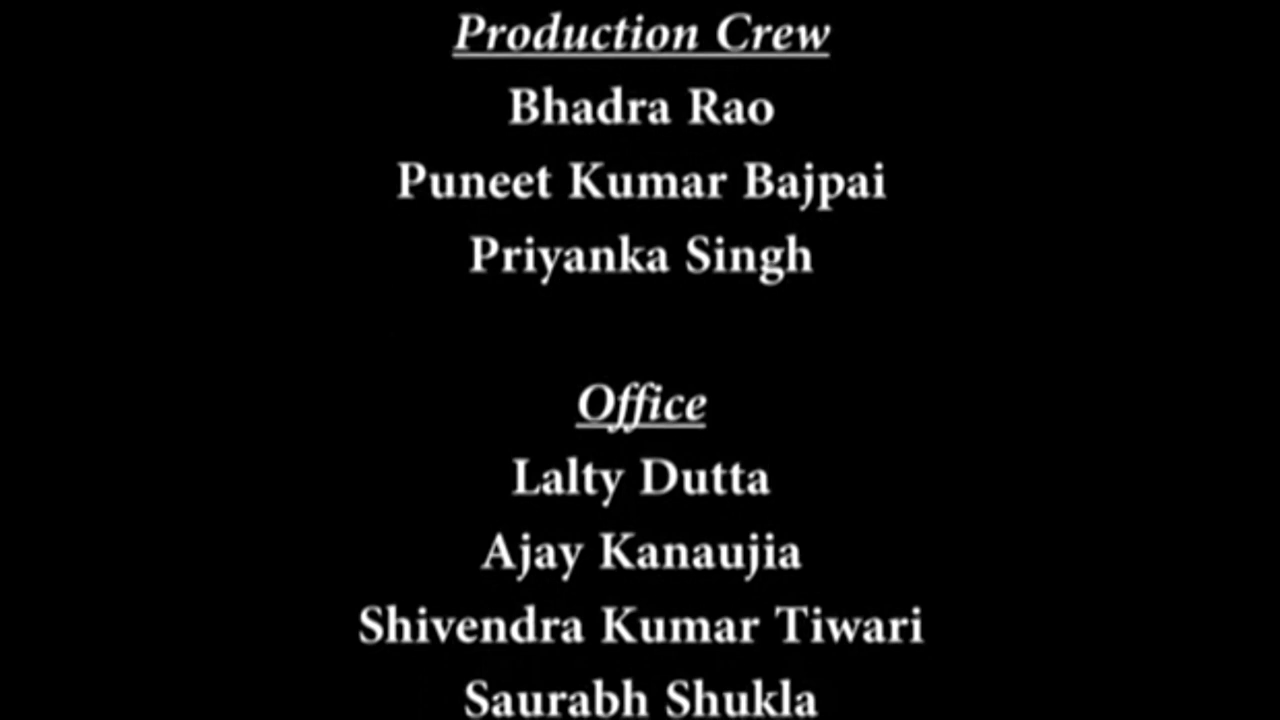 Production Crew
Bhadra Rao
Puneet Kumar Bajpai
Priyanka Singh
Office
Lalty Dutta
Ajay Kanaujia
Shivendra Kumar Tiwari
Saurabh Shukla